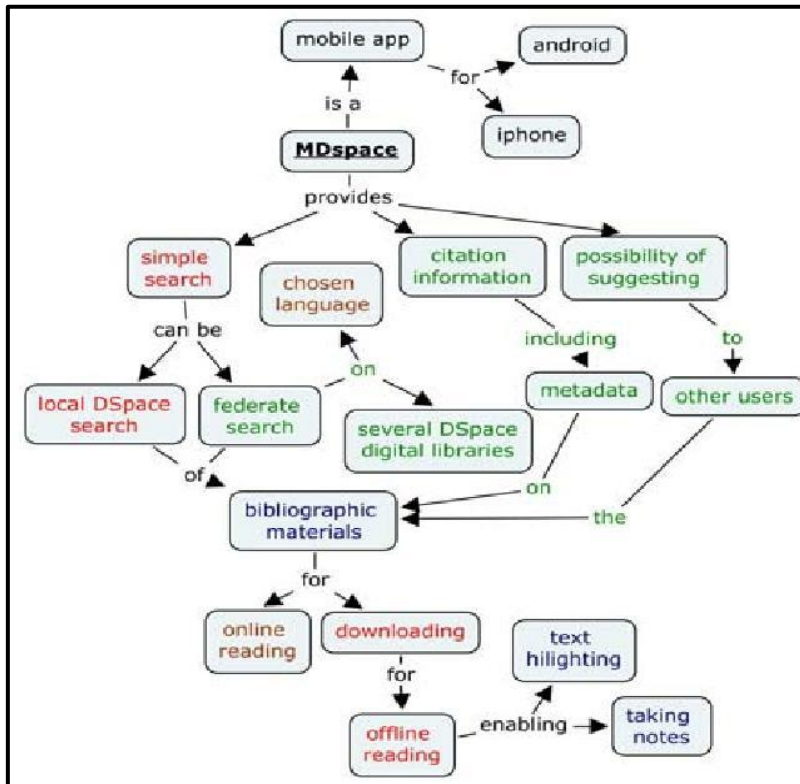 mobile app
android
for
is a
iphone
MDspace
provides
simple
search
citation
information
possibility of
suggesting
chosen
language
can be
including
to
on
local DSpace
search
federate
search
metadata
other users
several DSpace
digital libraries
of
on
bibliographic
materials
the
for
online
reading
downloading
text
hilighting
for
offline
reading
enabling
taking
notes